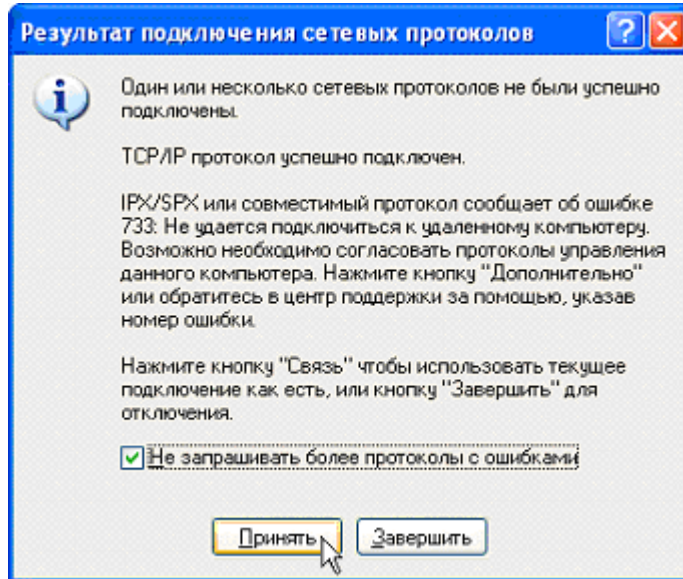 Результат подключения сетевых протоколов
Один или несколько сетевых протоколов не были успешно
подключены.
TCP/IP протокол успешно подключен.
IPX/SPX или совместимый протокол сообщает об ошибке
733: Не удается подключиться к удаленному компьютеру.
Возможно необходимо согласовать протоколы управления
данного компьютера. Нажмите кнопку "Дополнительно"
или обратитесь в центр поддержки за помощью, указав
номер ошибки.
Нажмите кнопку "Связь" чтобы использовать текущее
подключение как есть, или кнопку "Завершить" для
отключения.
Не запрашивать более протоколы с ошибками
Принять Завершить